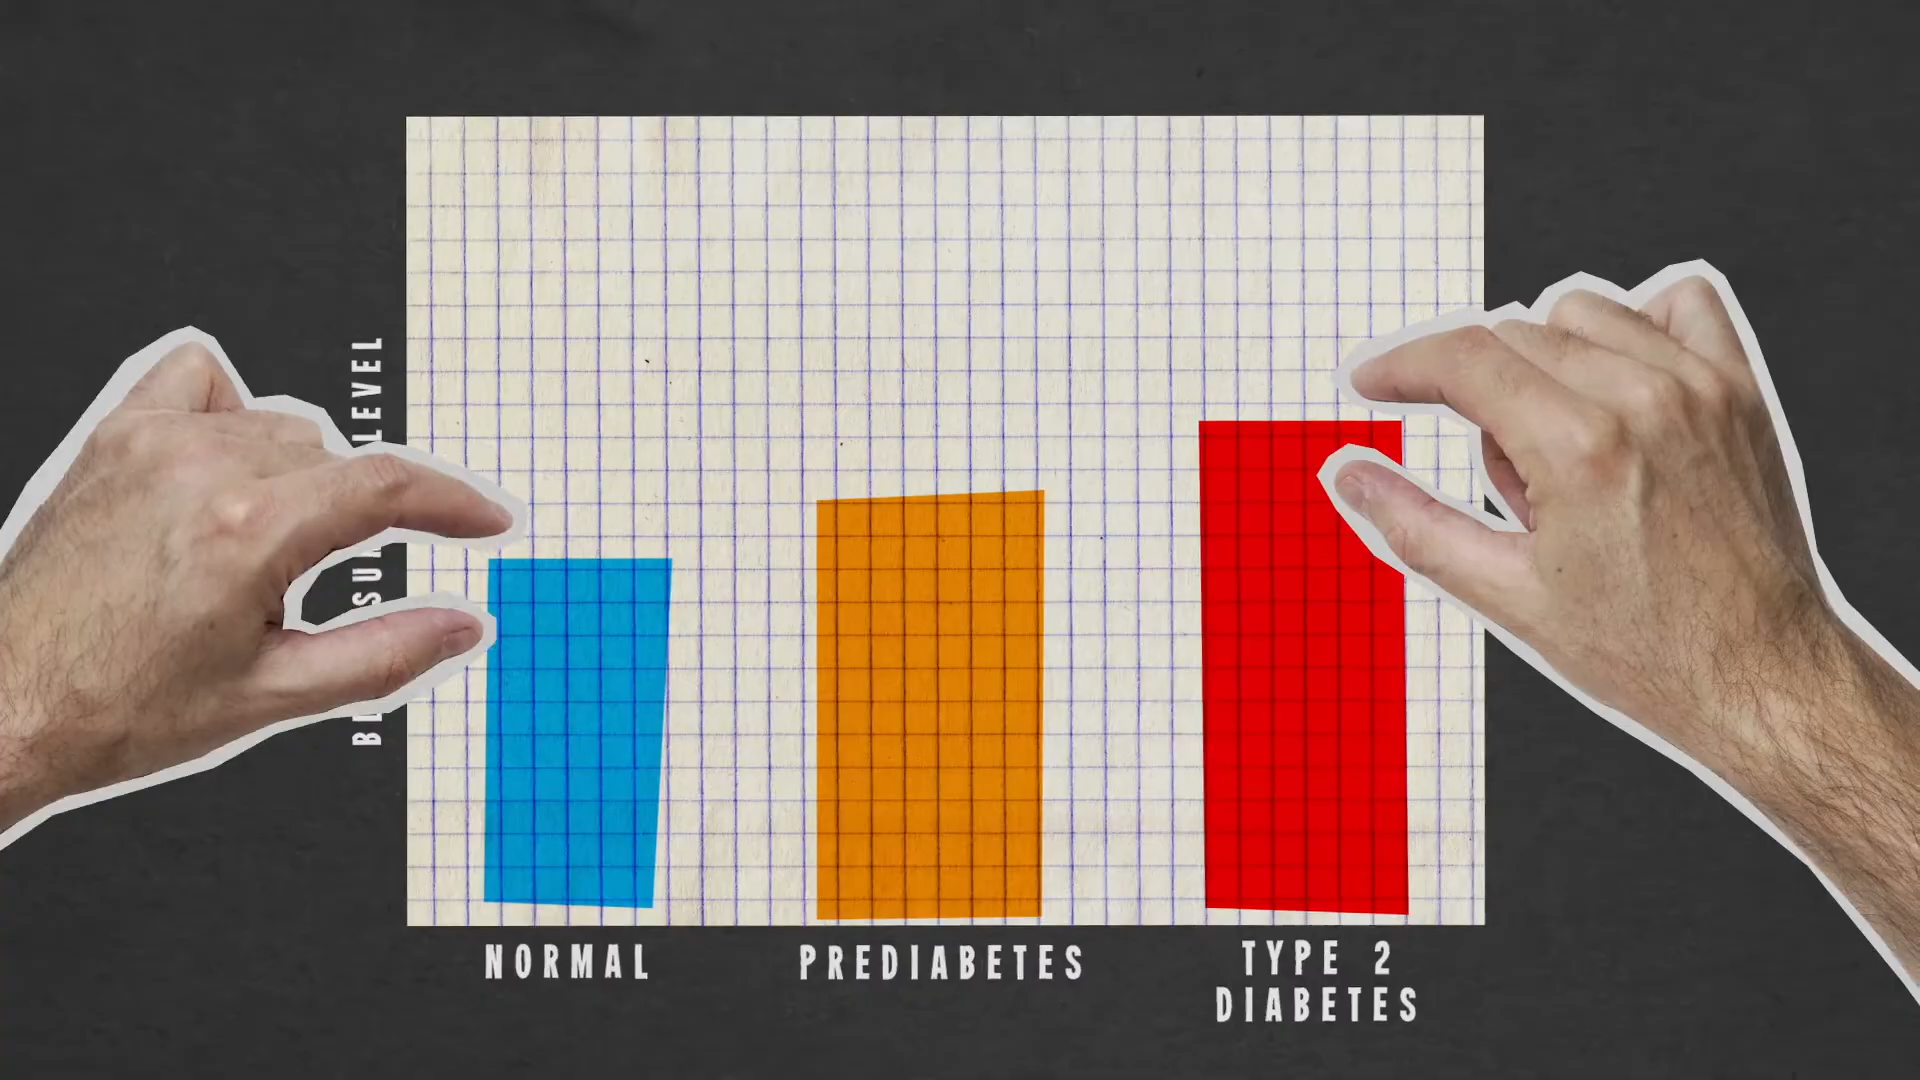 LEVEL
NORMAL
PREDIABETES
TYPE 2
DIABETES